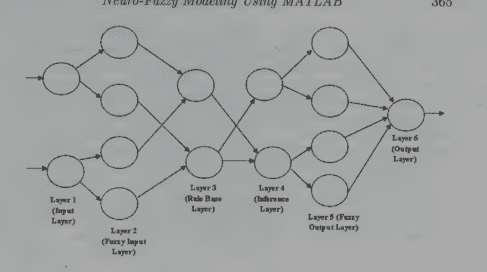 Neuro-Fuzzy Modeling Using MATLAB 365
Layer 1
(Input
Layer)
Layer 2
(Fuzzy Input
Layer)
Layer 3
(Rule Base
Layer)
Layer 4
(Inference
Layer)
Layer 5 (Fuzzy
Output Layer)
Layer 6
(Output
Layer)